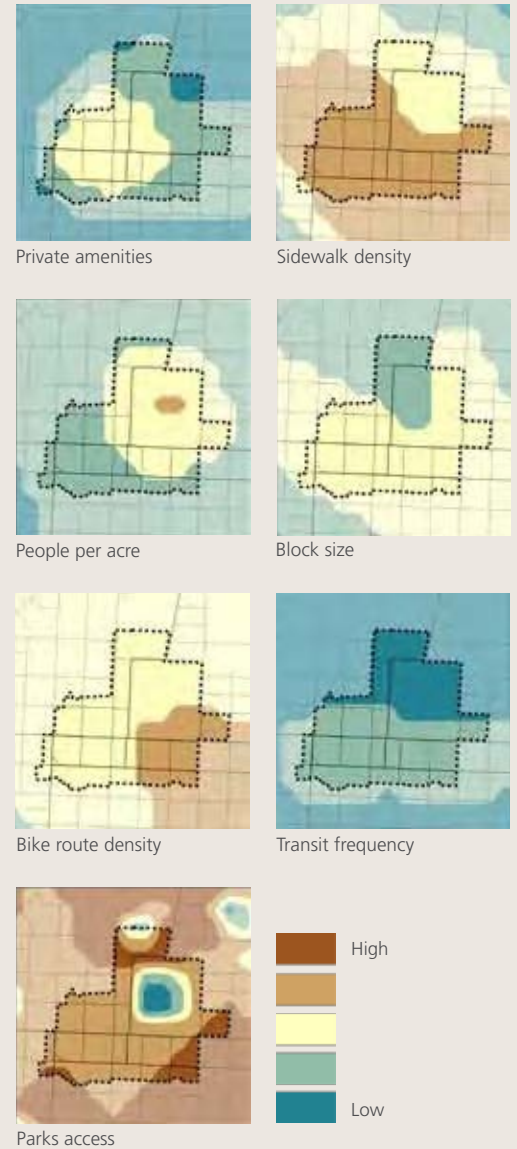 Private amenities
Sidewalk density
People per acre
Block size
Bike route density
Transit frequency
High
Low
Parks access